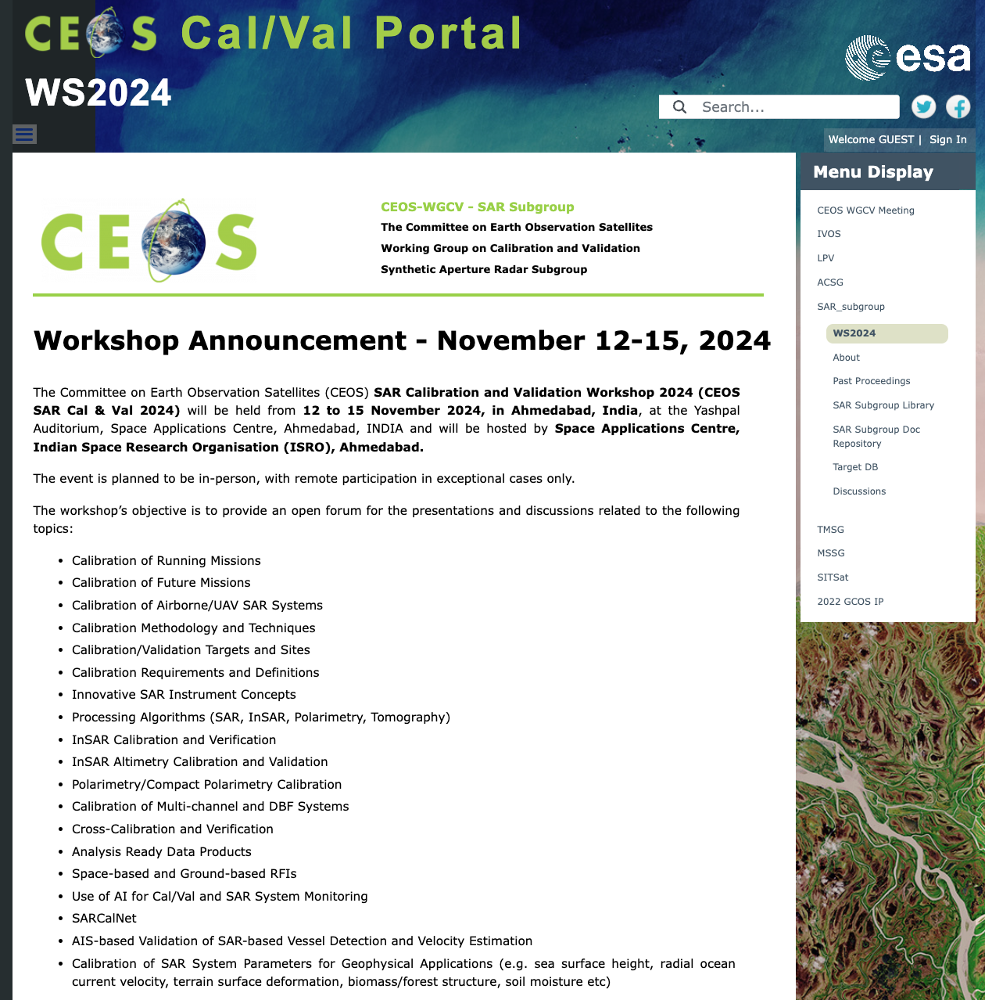 CEOS Cal/Val Portal
esa
WS2024
Search...
Welcome GUEST | Sign In
Menu Display
CEOS WGCV Meeting
IVOS
LPV
ACSG
SAR_subgroup
WS2024
About
Past Proceedings
SAR Subgroup Library
SAR Subgroup Doc
Repository
Target DB
Discussions
TMSG
MSSG
SITSat
2022 GCOS IP
CEOS
CEOS-WGCV - SAR Subgroup
The Committee on Earth Observation Satellites
Working Group on Calibration and Validation
Synthetic Aperture Radar Subgroup
Workshop Announcement - November 12-15, 2024
The Committee on Earth Observation Satellites (CEOS) SAR Calibration and Validation Workshop 2024 (CEOS
SAR Cal & Val 2024) will be held from 12 to 15 November 2024, in Ahmedabad, India, at the Yashpal
Auditorium, Space Applications Centre, Ahmedabad, INDIA and will be hosted by Space Applications Centre,
Indian Space Research Organisation (ISRO), Ahmedabad.
The event is planned to be in-person, with remote participation in exceptional cases only.
The workshop's objective is to provide an open forum for the presentations and discussions related to the following
topics:
• Calibration of Running Missions
• Calibration of Future Missions
• Calibration of Airborne/UAV SAR Systems
• Calibration Methodology and Techniques
• Calibration/Validation Targets and Sites
• Calibration Requirements and Definitions
• Innovative SAR Instrument Concepts
• Processing Algorithms (SAR, InSAR, Polarimetry, Tomography)
• InSAR Calibration and Verification
• InSAR Altimetry Calibration and Validation
• Polarimetry/Compact Polarimetry Calibration
• Calibration of Multi-channel and DBF Systems
• Cross-Calibration and Verification
• Analysis Ready Data Products
• Space-based and Ground-based RFIs
• Use of AI for Cal/Val and SAR System Monitoring
• SARCalNet
• AIS-based Validation of SAR-based Vessel Detection and Velocity Estimation
• Calibration of SAR System Parameters for Geophysical Applications (e.g. sea surface height, radial ocean
current velocity, terrain surface deformation, biomass/forest structure, soil moisture etc)